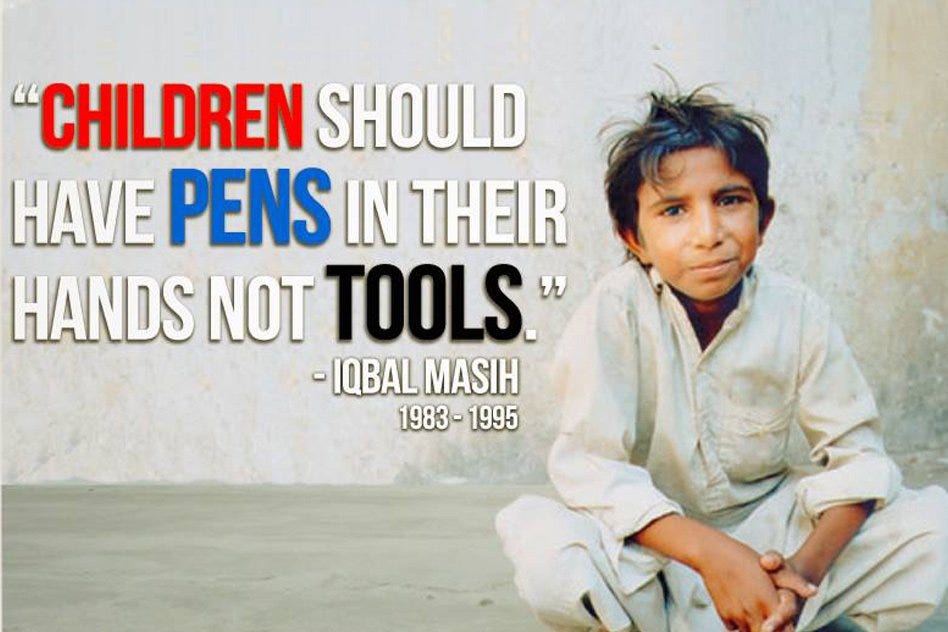 “CHILDREN SHOULD
HAVE PENS IN THEIR
HANDS NOT TOOLS.”
- IQBAL MASIH
1983 - 1995